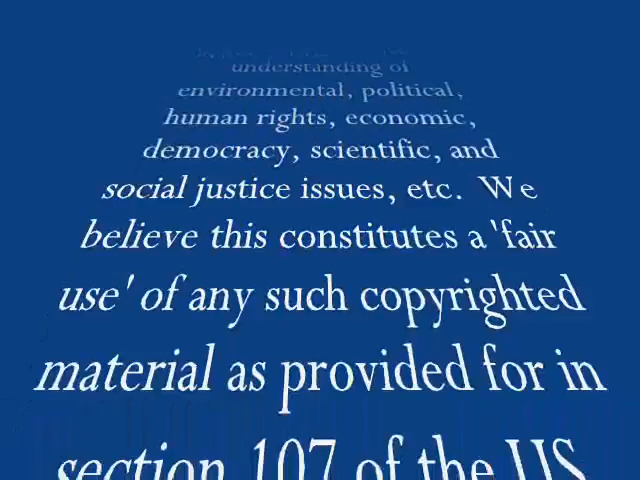 understanding of
environmental, political,
human rights, economic,
democracy, scientific, and
social justice issues, etc. We
believe this constitutes a 'fair
use' of any such copyrighted
material as provided for in
section 107 of the US